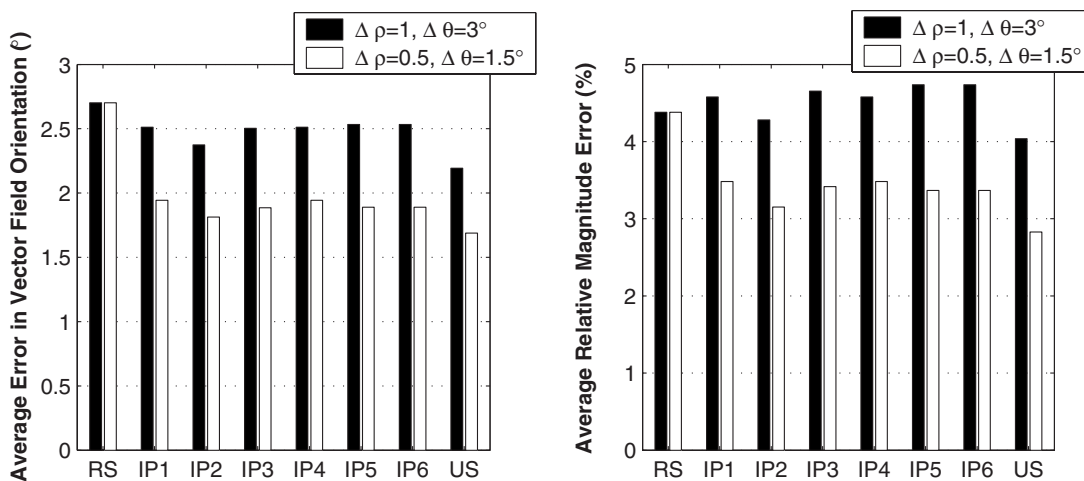 Δ ρ=1, Δ θ=3°
Δ ρ=0.5, Δ θ=1.5°
Average Error in Vector Field Orientation (°)
3
2.5
2
1.5
1
0.5
0
RS IP1 IP2 IP3 IP4 IP5 IP6 US
Δ ρ=1, Δ θ=3°
Δ ρ=0.5, Δ θ=1.5°
Average Relative Magnitude Error (%)
5
4
3
2
1
0
RS IP1 IP2 IP3 IP4 IP5 IP6 US